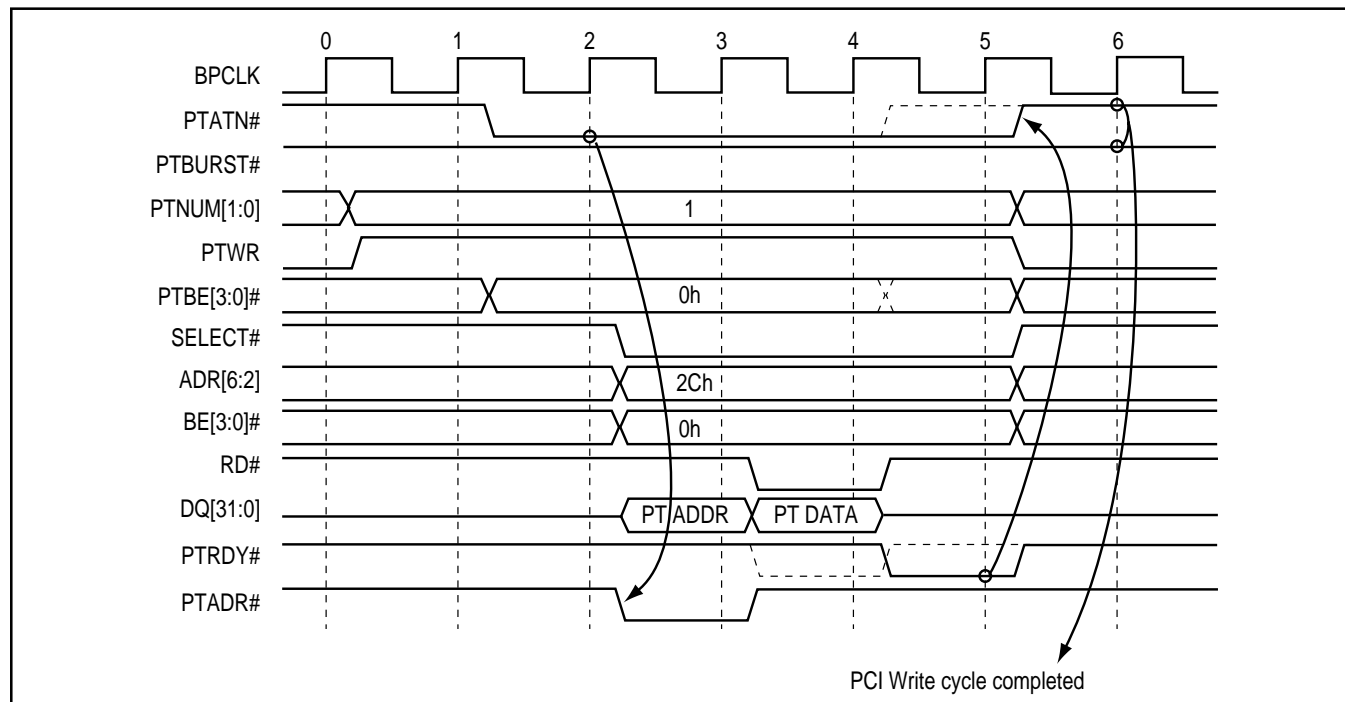 0 1 2 3 4 5 6
BPCLK
PTATN#
PTBURST#
PTNUM[1:0] 1
PTWR
PTBE[3:0]# 0h
SELECT#
ADR[6:2] 2Ch
BE[3:0]# 0h
RD#
DQ[31:0] PT ADDR PT DATA
PTRDY#
PTADR#
PCI Write cycle completed